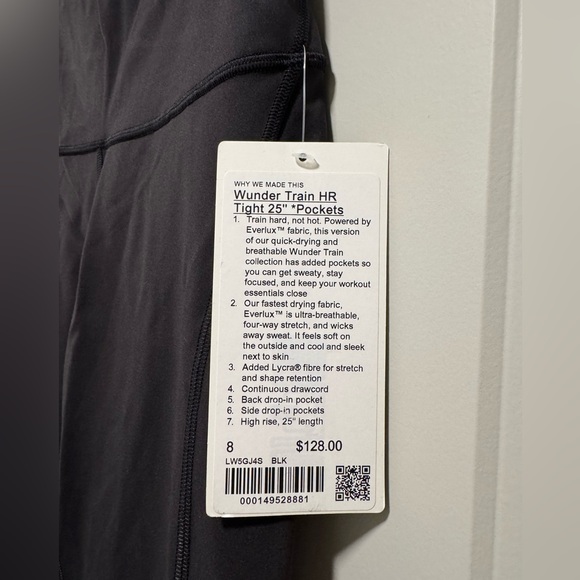 WHY WE MADE THIS
Wunder Train HR
Tight 25" *Pockets
1. Train hard, not hot. Powered by
Everlux™ fabric, this version
of our quick-drying and
breathable Wunder Train
collection has added pockets so
you can get sweaty, stay
focused, and keep your workout
essentials close
2. Our fastest drying fabric,
Everlux™ is ultra-breathable,
four-way stretch, and wicks
away sweat. It feels soft on
the outside and cool and sleek
next to skin
3. Added Lycra® fibre for stretch
and shape retention
4. Continuous drawcord
5. Back drop-in pocket
6. Side drop-in pockets
7. High rise, 25" length
8 $128.00
LW5GJ4S BLK
000149528881